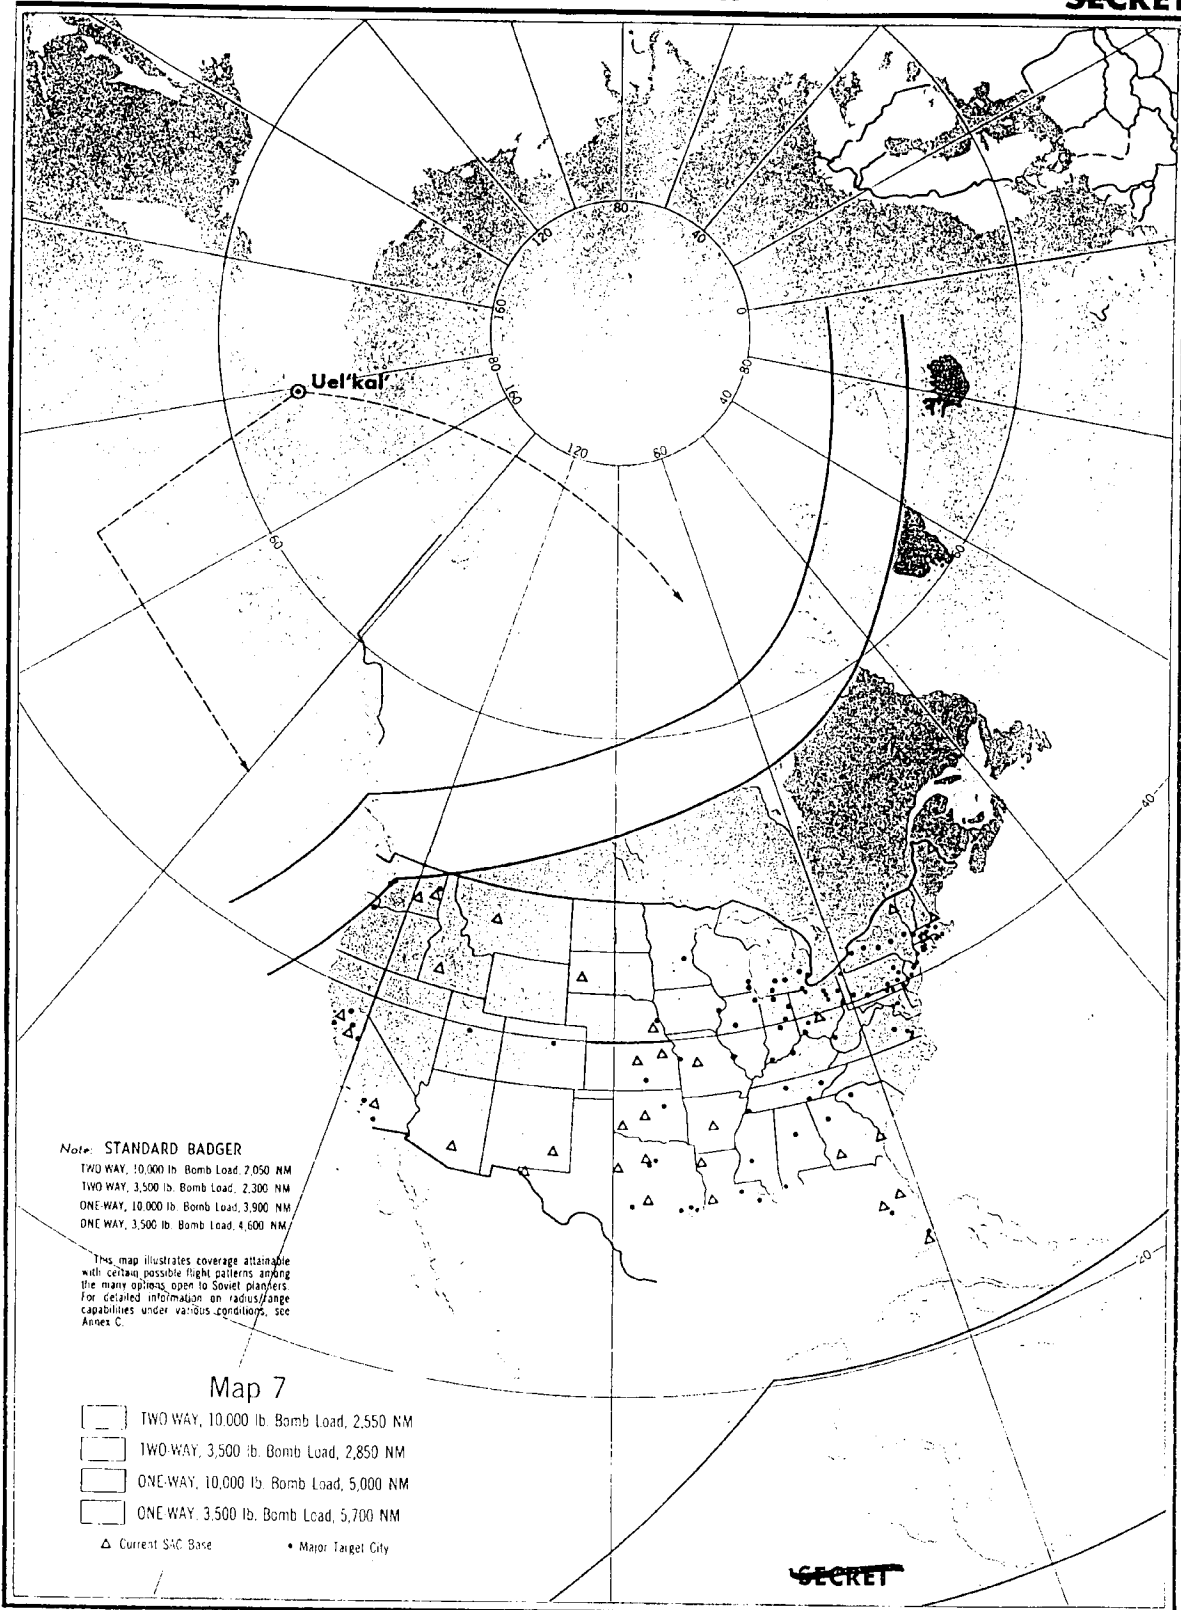 SECRET
80
120
40
160
0
80
80
160
40
Uel'kal'
120
60
60
60
40
Note: STANDARD BADGER
TWO WAY, 10,000 lb. Bomb Load, 2,050 NM
TWO WAY, 3,500 lb. Bomb Load, 2,300 NM
ONE-WAY, 10,000 lb. Bomb Load, 3,900 NM
ONE WAY, 3,500 lb. Bomb Load, 4,600 NM
This map illustrates coverage attainable
with certain possible flight patterns among
the many options open to Soviet planners.
For detailed information on radius/range
capabilities under various conditions, see
Annex C.
20
Map 7
TWO WAY, 10,000 lb. Bomb Load, 2,550 NM
TWO-WAY, 3,500 lb. Bomb Load, 2,850 NM
ONE-WAY, 10,000 lb. Bomb Load, 5,000 NM
ONE-WAY, 3,500 lb. Bomb Load, 5,700 NM
Current SAC Base
Major Target City
SECRET